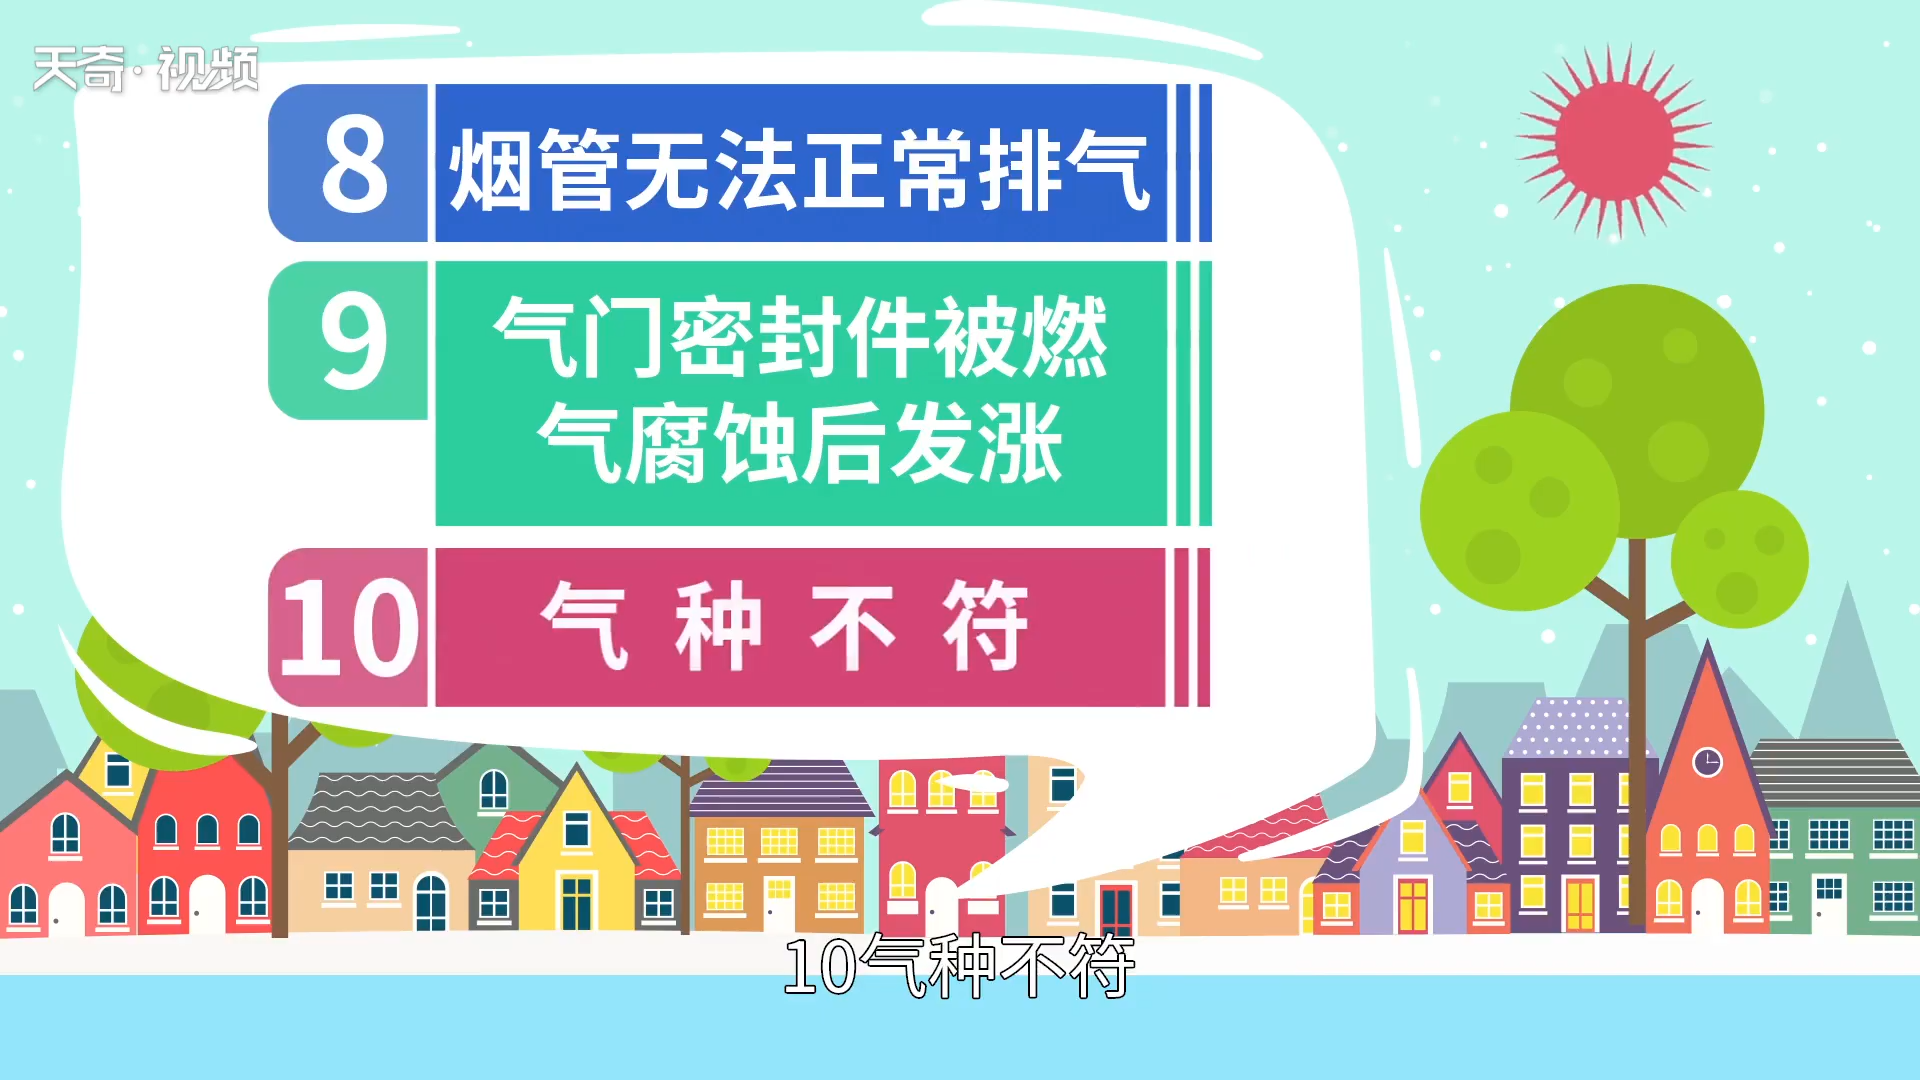 天奇·视频
8 烟管无法正常排气
9 气门密封件被燃
气腐蚀后发涨
10 气种不符
10气种不符